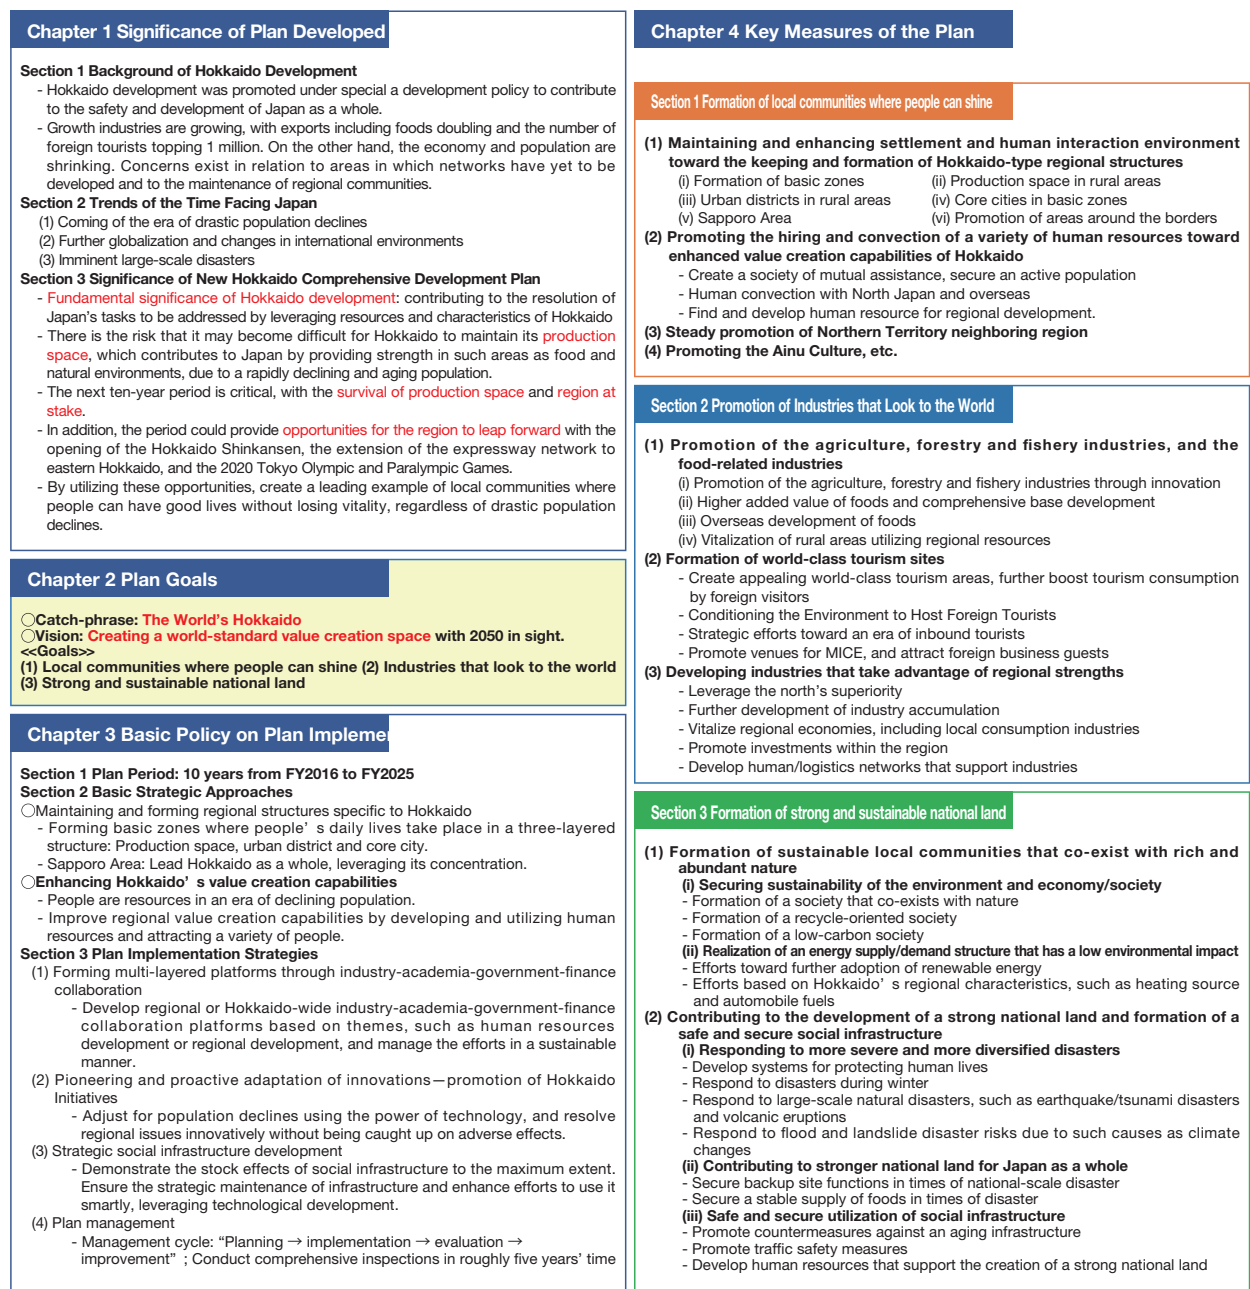 Chapter 1 Significance of Plan Developed
Section 1 Background of Hokkaido Development
- Hokkaido development was promoted under special a development policy to contribute
to the safety and development of Japan as a whole.
- Growth industries are growing, with exports including foods doubling and the number of
foreign tourists topping 1 million. On the other hand, the economy and population are
shrinking. Concerns exist in relation to areas in which networks have yet to be
developed and to the maintenance of regional communities.
Section 2 Trends of the Time Facing Japan
(1) Coming of the era of drastic population declines
(2) Further globalization and changes in international environments
(3) Imminent large-scale disasters
Section 3 Significance of New Hokkaido Comprehensive Development Plan
- Fundamental significance of Hokkaido development: contributing to the resolution of
Japan's tasks to be addressed by leveraging resources and characteristics of Hokkaido
- There is the risk that it may become difficult for Hokkaido to maintain its production
space, which contributes to Japan by providing strength in such areas as food and
natural environments, due to a rapidly declining and aging population.
- The next ten-year period is critical, with the survival of production space and region at
stake.
- In addition, the period could provide opportunities for the region to leap forward with the
opening of the Hokkaido Shinkansen, the extension of the expressway network to
eastern Hokkaido, and the 2020 Tokyo Olympic and Paralympic Games.
- By utilizing these opportunities, create a leading example of local communities where
people can have good lives without losing vitality, regardless of drastic population
declines.
Chapter 2 Plan Goals
○Catch-phrase: The World's Hokkaido
○Vision: Creating a world-standard value creation space with 2050 in sight.
<<Goals>>
(1) Local communities where people can shine (2) Industries that look to the world
(3) Strong and sustainable national land
Chapter 3 Basic Policy on Plan Implemen
Section 1 Plan Period: 10 years from FY2016 to FY2025
Section 2 Basic Strategic Approaches
○Maintaining and forming regional structures specific to Hokkaido
- Forming basic zones where people' s daily lives take place in a three-layered
structure: Production space, urban district and core city.
- Sapporo Area: Lead Hokkaido as a whole, leveraging its concentration.
○Enhancing Hokkaido' s value creation capabilities
- People are resources in an era of declining population.
- Improve regional value creation capabilities by developing and utilizing human
resources and attracting a variety of people.
Section 3 Plan Implementation Strategies
(1) Forming multi-layered platforms through industry-academia-government-finance
collaboration
- Develop regional or Hokkaido-wide industry-academia-government-finance
collaboration platforms based on themes, such as human resources
development or regional development, and manage the efforts in a sustainable
manner.
(2) Pioneering and proactive adaptation of innovations—promotion of Hokkaido
Initiatives
- Adjust for population declines using the power of technology, and resolve
regional issues innovatively without being caught up on adverse effects.
(3) Strategic social infrastructure development
- Demonstrate the stock effects of social infrastructure to the maximum extent.
Ensure the strategic maintenance of infrastructure and enhance efforts to use it
smartly, leveraging technological development.
(4) Plan management
- Management cycle: "Planning → implementation → evaluation →
improvement" ; Conduct comprehensive inspections in roughly five years' time
Chapter 4 Key Measures of the Plan
Section 1 Formation of local communities where people can shine
(1) Maintaining and enhancing settlement and human interaction environment
toward the keeping and formation of Hokkaido-type regional structures
(i) Formation of basic zones (ii) Production space in rural areas
(iii) Urban districts in rural areas (iv) Core cities in basic zones
(v) Sapporo Area (vi) Promotion of areas around the borders
(2) Promoting the hiring and convection of a variety of human resources toward
enhanced value creation capabilities of Hokkaido
- Create a society of mutual assistance, secure an active population
- Human convection with North Japan and overseas
- Find and develop human resource for regional development.
(3) Steady promotion of Northern Territory neighboring region
(4) Promoting the Ainu Culture, etc.
Section 2 Promotion of Industries that Look to the World
(1) Promotion of the agriculture, forestry and fishery industries, and the
food-related industries
(i) Promotion of the agriculture, forestry and fishery industries through innovation
(ii) Higher added value of foods and comprehensive base development
(iii) Overseas development of foods
(iv) Vitalization of rural areas utilizing regional resources
(2) Formation of world-class tourism sites
- Create appealing world-class tourism areas, further boost tourism consumption
by foreign visitors
- Conditioning the Environment to Host Foreign Tourists
- Strategic efforts toward an era of inbound tourists
- Promote venues for MICE, and attract foreign business guests
(3) Developing industries that take advantage of regional strengths
- Leverage the north's superiority
- Further development of industry accumulation
- Vitalize regional economies, including local consumption industries
- Promote investments within the region
- Develop human/logistics networks that support industries
Section 3 Formation of strong and sustainable national land
(1) Formation of sustainable local communities that co-exist with rich and
abundant nature
(i) Securing sustainability of the environment and economy/society
- Formation of a society that co-exists with nature
- Formation of a recycle-oriented society
- Formation of a low-carbon society
(ii) Realization of an energy supply/demand structure that has a low environmental impact
- Efforts toward further adoption of renewable energy
- Efforts based on Hokkaido' s regional characteristics, such as heating source
and automobile fuels
(2) Contributing to the development of a strong national land and formation of a
safe and secure social infrastructure
(i) Responding to more severe and more diversified disasters
- Develop systems for protecting human lives
- Respond to disasters during winter
- Respond to large-scale natural disasters, such as earthquake/tsunami disasters
and volcanic eruptions
- Respond to flood and landslide disaster risks due to such causes as climate
changes
(ii) Contributing to stronger national land for Japan as a whole
- Secure backup site functions in times of national-scale disaster
- Secure a stable supply of foods in times of disaster
(iii) Safe and secure utilization of social infrastructure
- Promote countermeasures against an aging infrastructure
- Promote traffic safety measures
- Develop human resources that support the creation of a strong national land